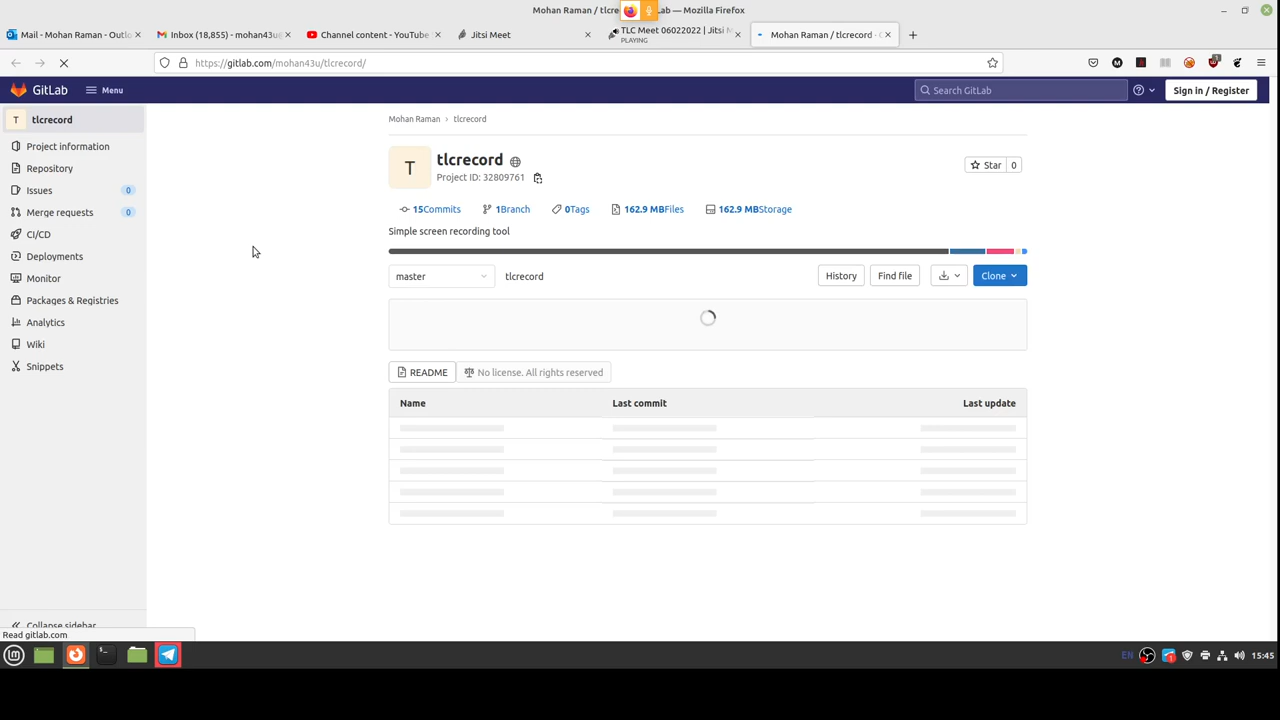 Mohan Raman / tlcre Lab — Mozilla Firefox
Mail - Mohan Raman - Outlo
Inbox (18,855) - mohan43u
Channel content - YouTube
Jitsi Meet
TLC Meet 06022022 | Jitsi M
PLAYING
Mohan Raman / tlcrecord ·
https://gitlab.com/mohan43u/tlcrecord/
GitLab
Menu
Search GitLab
Sign in / Register
T
tlcrecord
Project information
Repository
Issues
0
Merge requests
0
CI/CD
Deployments
Monitor
Packages & Registries
Analytics
Wiki
Snippets
Collapse sidebar
Mohan Raman > tlcrecord
T
tlcrecord
Project ID: 32809761
Star
0
15 Commits
1 Branch
0 Tags
162.9 MB Files
162.9 MB Storage
Simple screen recording tool
master
tlcrecord
History
Find file
Clone
README
No license. All rights reserved
Name
Last commit
Last update
Read gitlab.com
EN
15:45